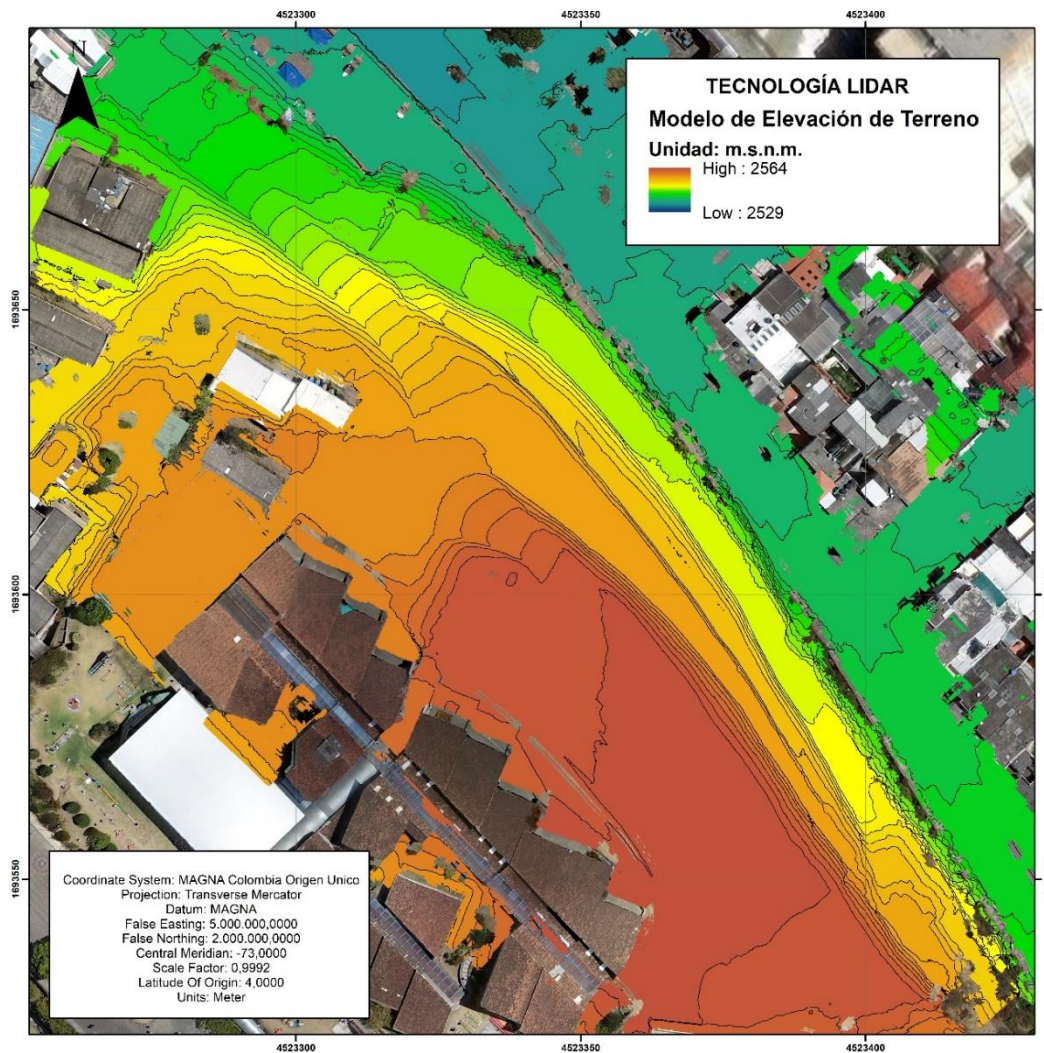 4523300
4523350
4523400
N
TECNOLOGÍA LIDAR
Modelo de Elevación de Terreno
Unidad: m.s.n.m.
High : 2564
Low : 2529
1693650
1693650
1693600
1693600
1693550
1693550
Coordinate System: MAGNA Colombia Origen Unico
Projection: Transverse Mercator
Datum: MAGNA
False Easting: 5.000.000,0000
False Northing: 2.000.000,0000
Central Meridian: -73,0000
Scale Factor: 0,9992
Latitude Of Origin: 4,0000
Units: Meter
4523300
4523350
4523400